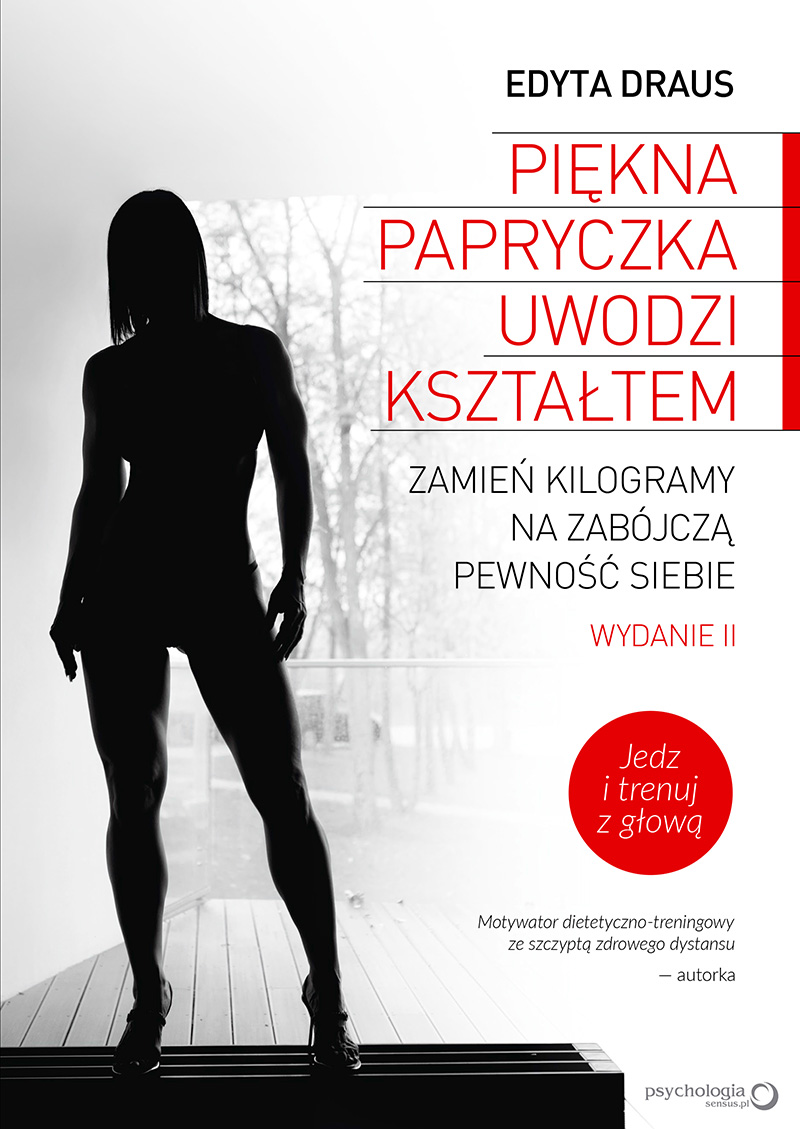 EDYTA DRAUS
PIĘKNA
PAPRYCZKA
UWODZI
KSZTAŁTEM
ZAMIEŃ KILOGRAMY
NA ZABÓJCZĄ
PEWNOŚĆ SIEBIE
WYDANIE II
Jedz
i trenuj
z głową
Motywator dietetyczno-treningowy
ze szczyptą zdrowego dystansu
— autorka
psychologia
sensus.pl